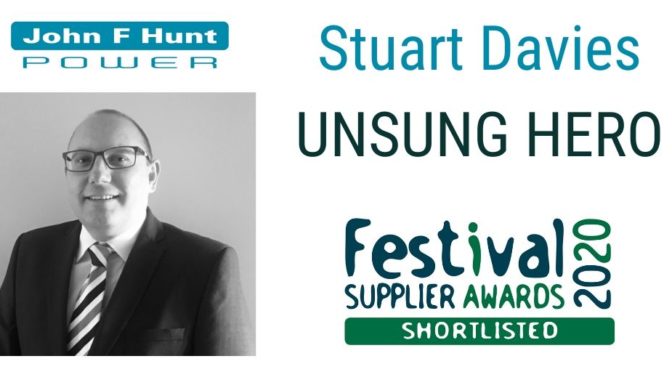 John F Hunt
POWER
Stuart Davies
UNSUNG HERO
Festival
SUPPLIER AWARDS
2020
SHORTLISTED